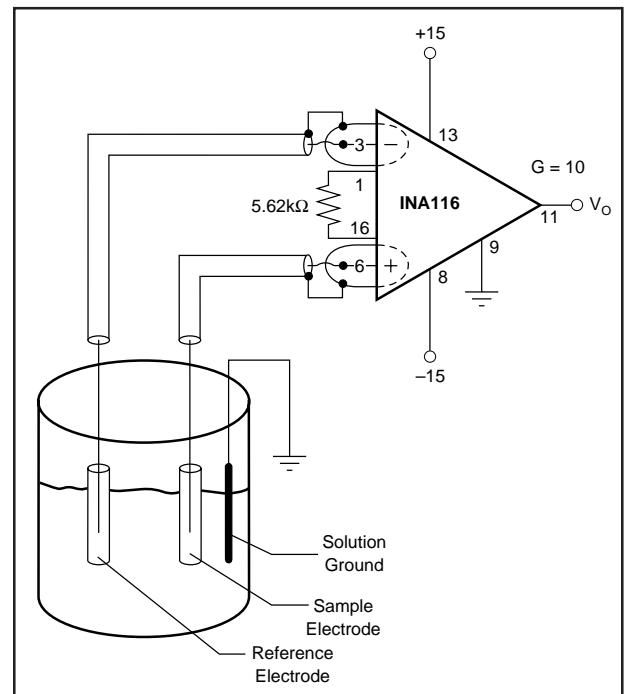 +15
13
3
−
G = 10
1
5.62kΩ
INA116
11
V_O
16
9
6
+
8
–15
Solution
Ground
Sample
Electrode
Reference
Electrode